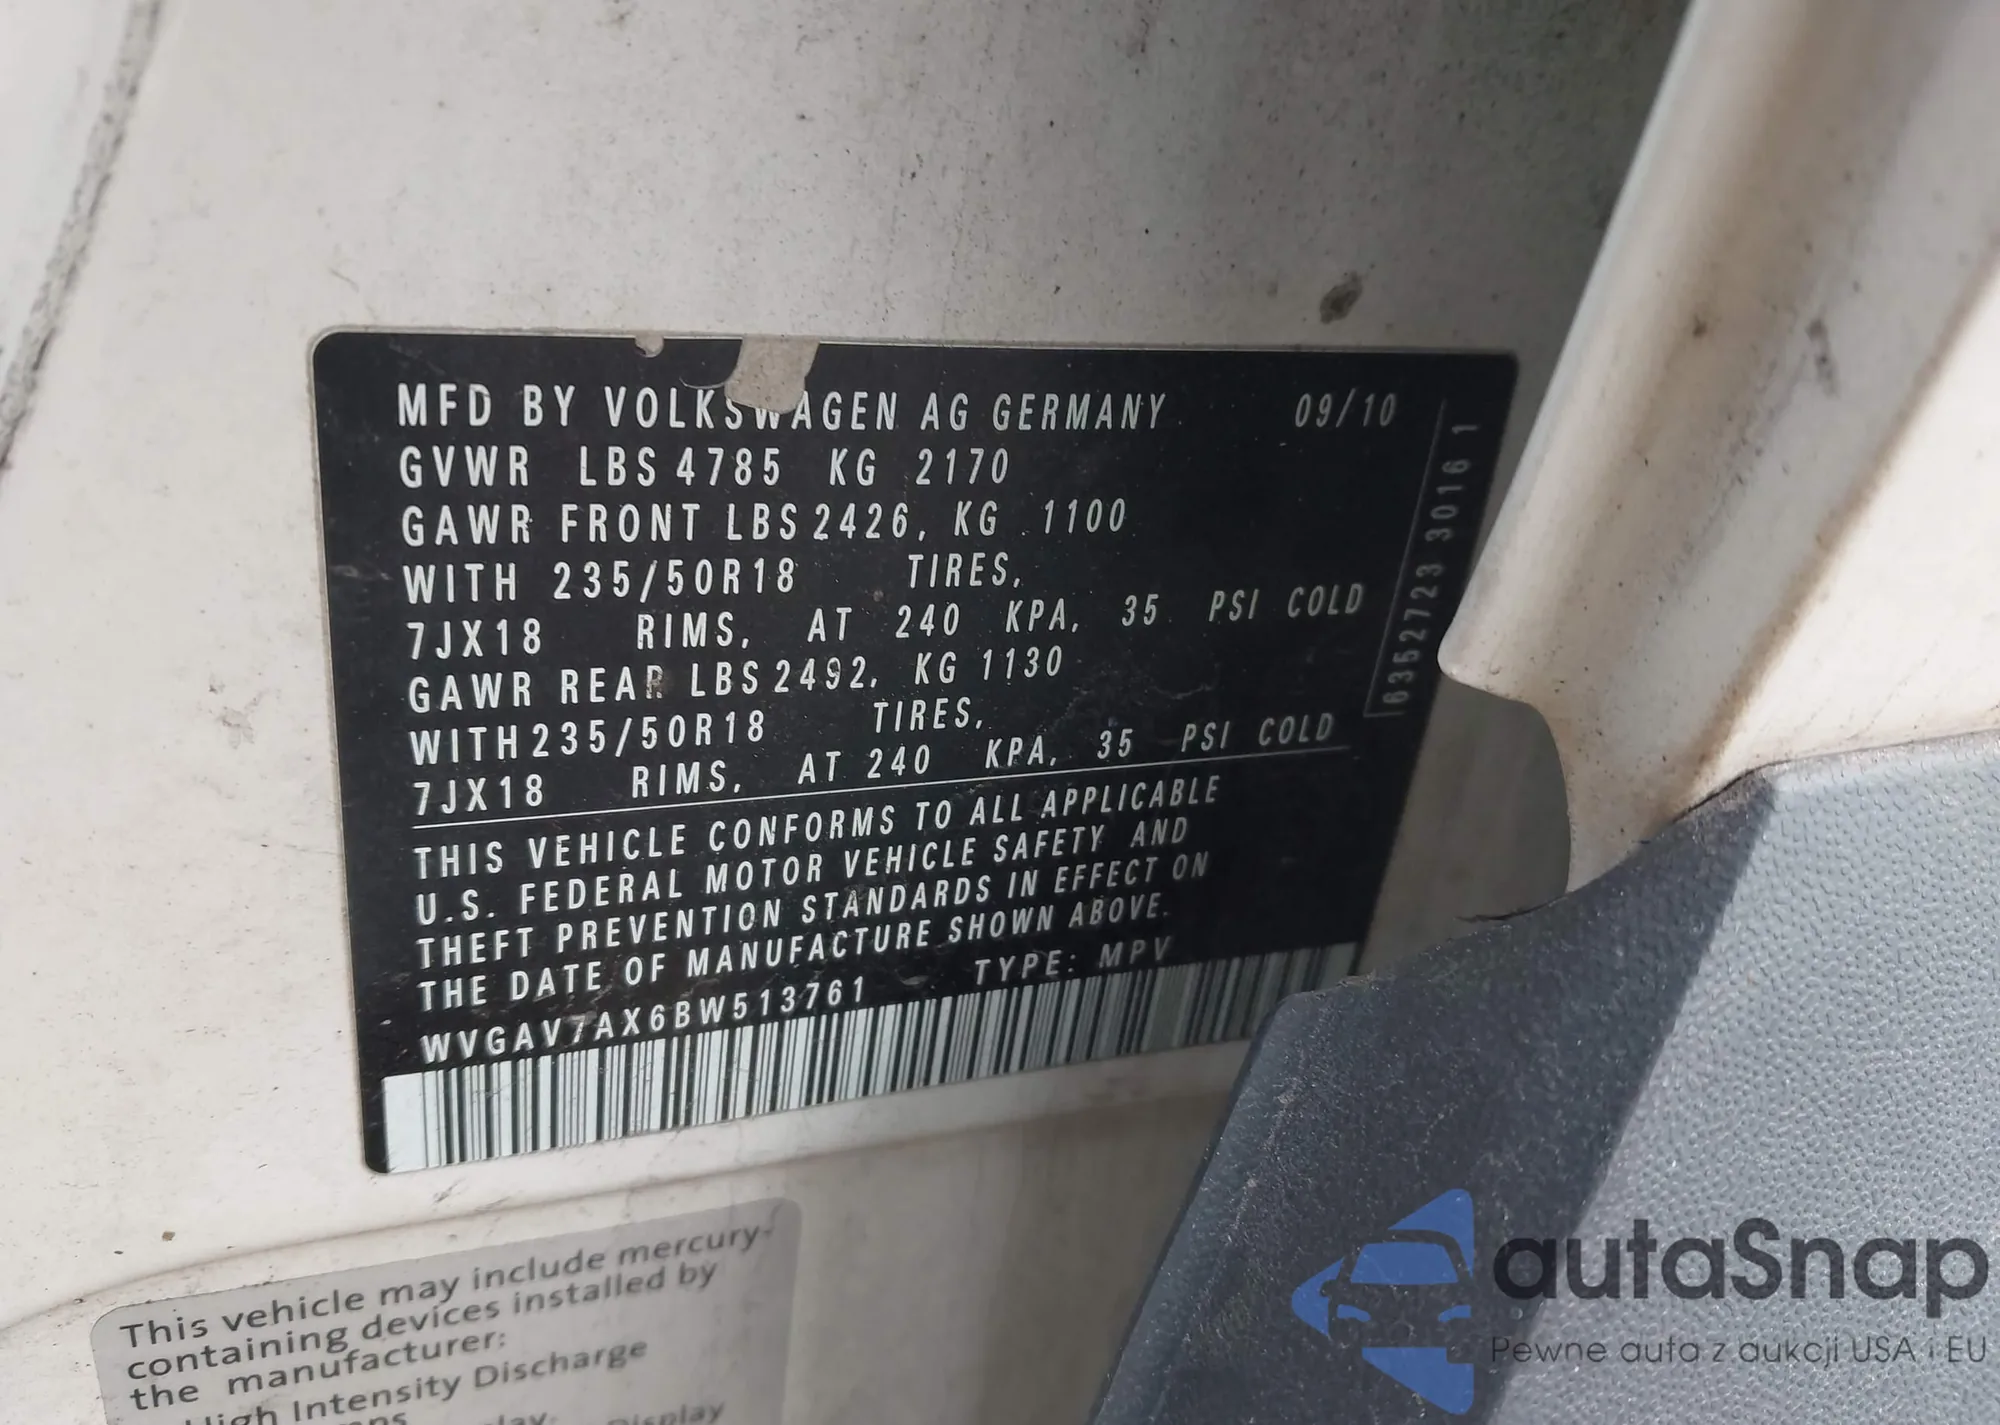 MFD BY VOLKSWAGEN AG GERMANY 09/10
GVWR LBS 4785 KG 2170
GAWR FRONT LBS 2426, KG 1100
WITH 235/50R18 TIRES,
7JX18 RIMS, AT 240 KPA, 35 PSI COLD
GAWR REAR LBS 2492, KG 1130
WITH 235/50R18 TIRES,
7JX18 RIMS, AT 240 KPA, 35 PSI COLD
THIS VEHICLE CONFORMS TO ALL APPLICABLE
U.S. FEDERAL MOTOR VEHICLE SAFETY AND
THEFT PREVENTION STANDARDS IN EFFECT ON
THE DATE OF MANUFACTURE SHOWN ABOVE.
WVGAV7AX6BW513761 TYPE: MPV
6352723 3016 1
This vehicle may include mercury-
containing devices installed by
the manufacturer:
High Intensity Discharge
Display
autaSnap
Pewne auta z aukcji USA i EU